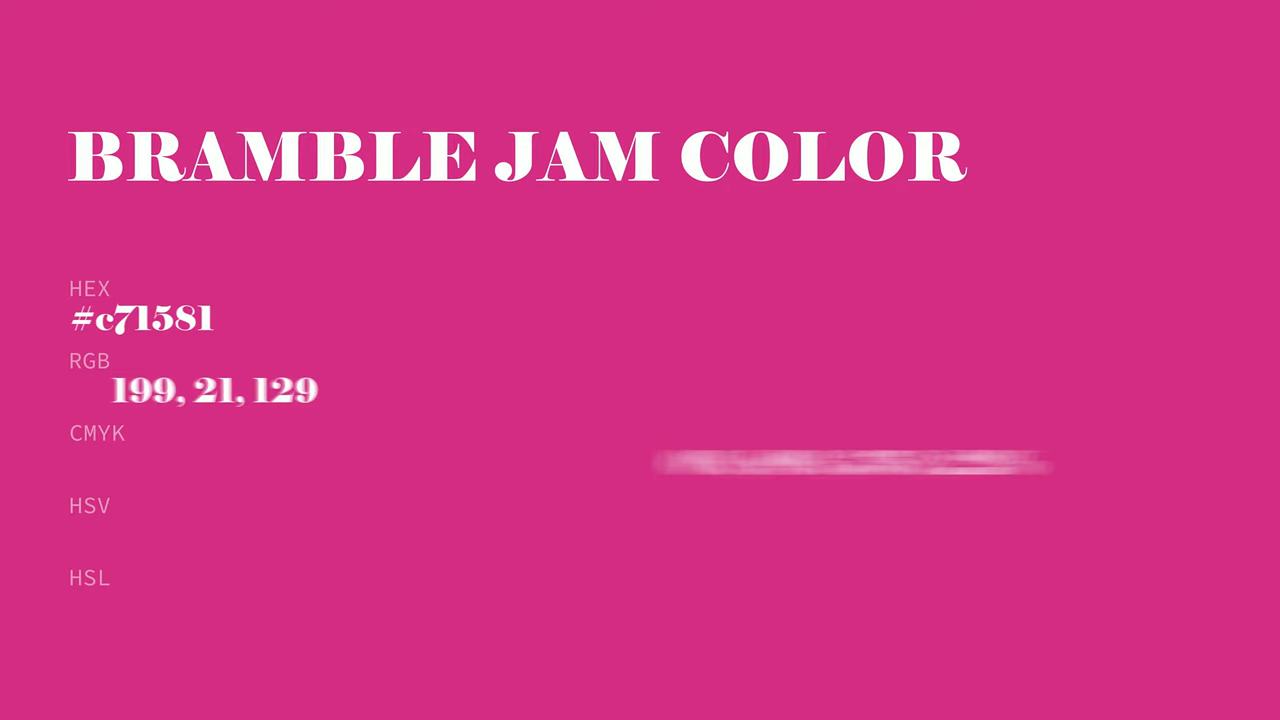 BRAMBLE JAM COLOR
HEX
#c71581
RGB
199, 21, 129
CMYK
HSV
HSL